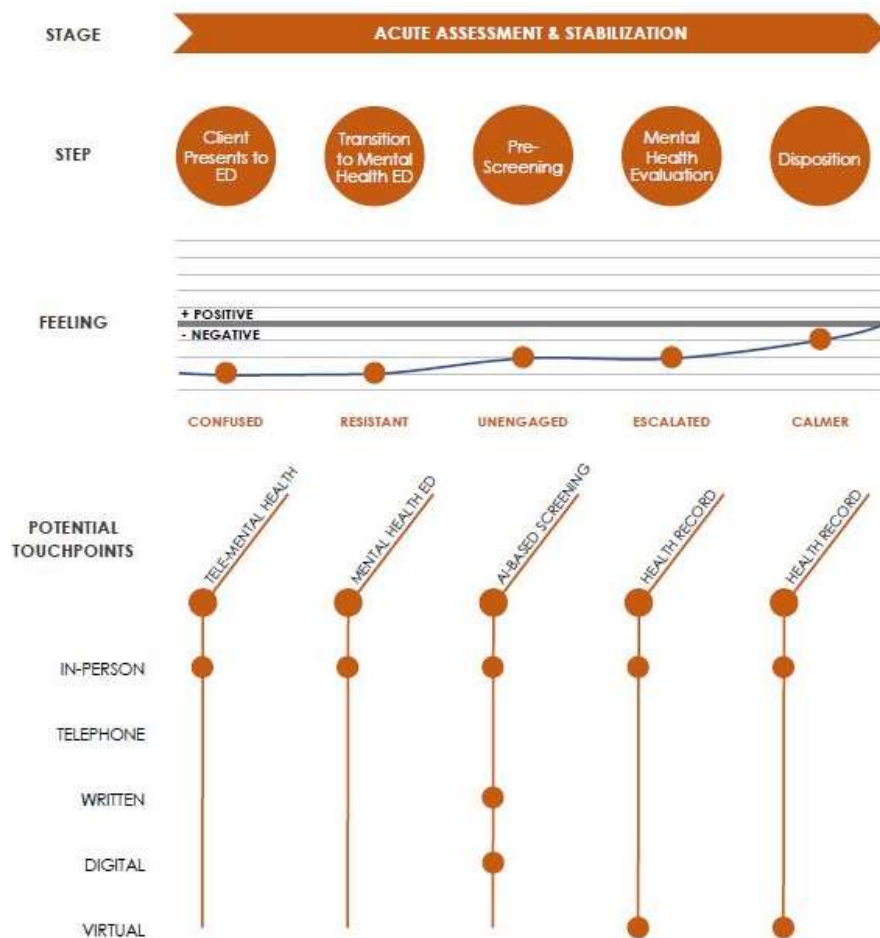 STAGE
ACUTE ASSESSMENT & STABILIZATION
STEP
Client
Presents to
ED
Transition
to Mental
Health ED
Pre-
Screening
Mental
Health
Evaluation
Disposition
FEELING
+ POSITIVE
- NEGATIVE
CONFUSED
RESISTANT
UNENGAGED
ESCALATED
CALMER
POTENTIAL
TOUCHPOINTS
TELE-MENTAL HEALTH
MENTAL HEALTH ED
AI-BASED SCREENING
HEALTH RECORD
HEALTH RECORD
IN-PERSON
TELEPHONE
WRITTEN
DIGITAL
VIRTUAL